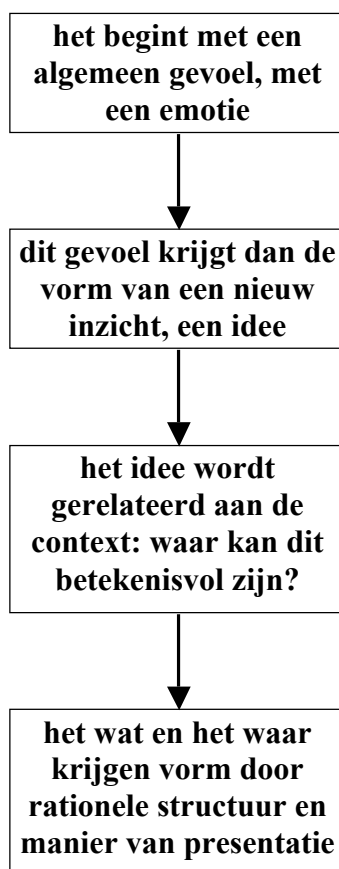 het begint met een
algemeen gevoel, met
een emotie
dit gevoel krijgt dan de
vorm van een nieuw
inzicht, een idee
het idee wordt
gerelateerd aan de
context: waar kan dit
betekenisvol zijn?
het wat en het waar
krijgen vorm door
rationele structuur en
manier van presentatie